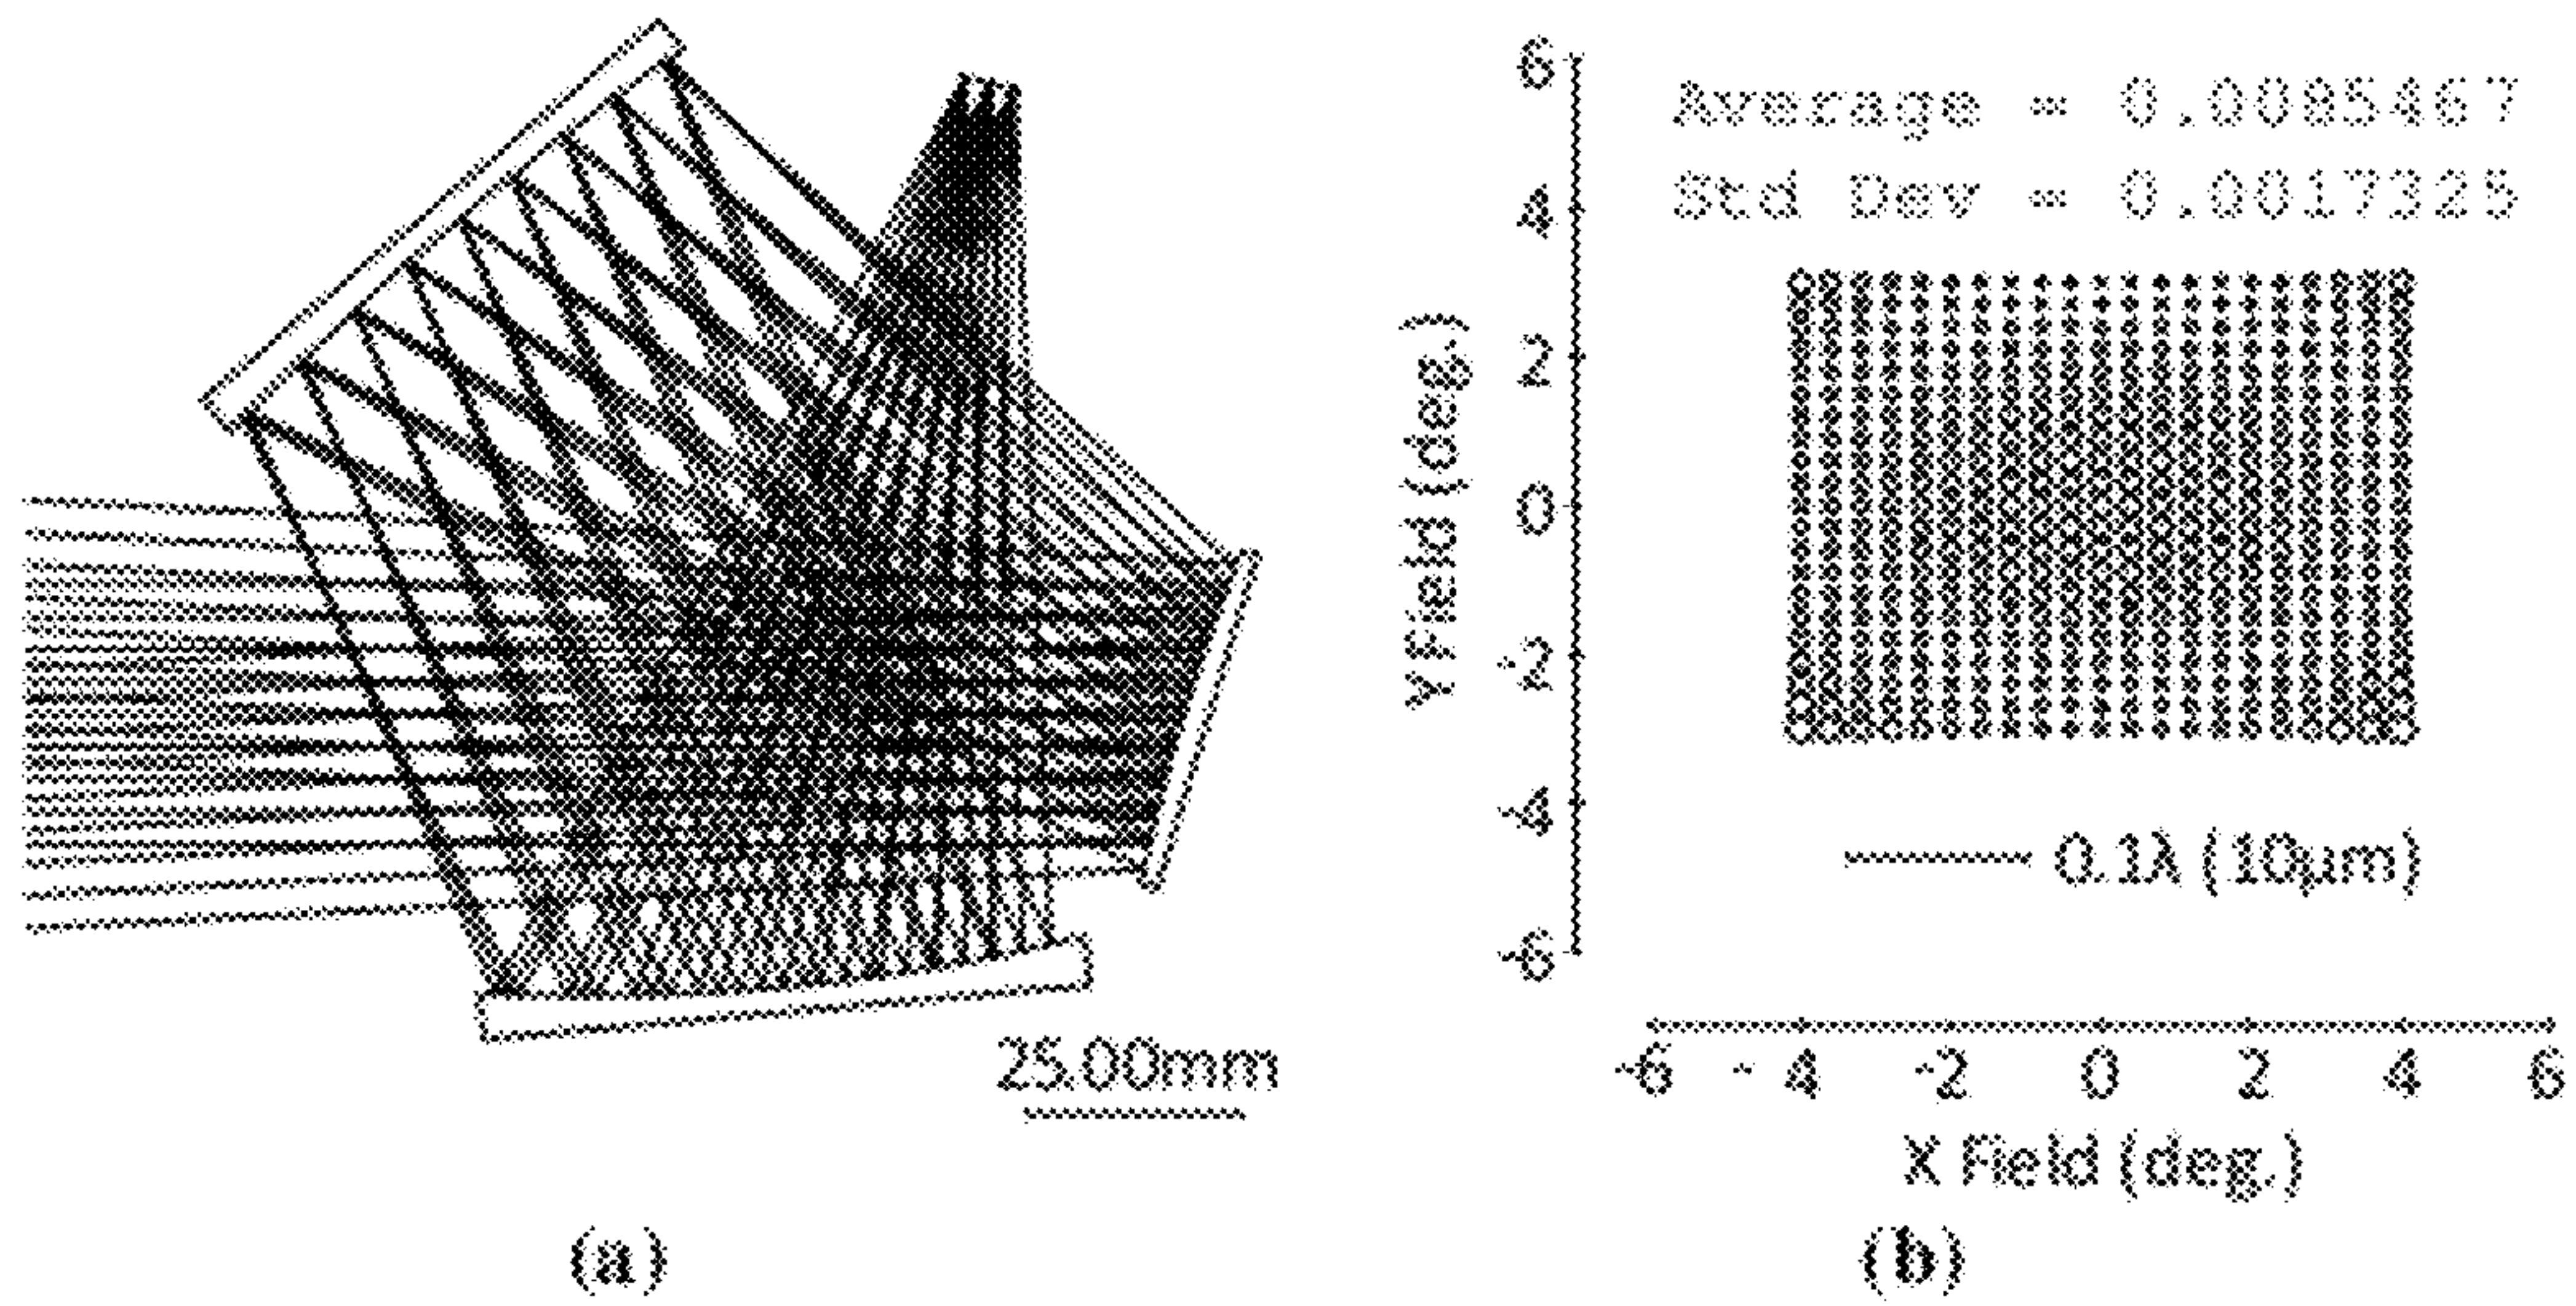 25.00mm
(a)
Average = 0.0085467
Std Dev = 0.0017325
Y Field (deg.)
6
4
2
0
-2
-4
-6
0.1λ (10μm)
-6 -4 -2 0 2 4 6
X Field (deg.)
(b)